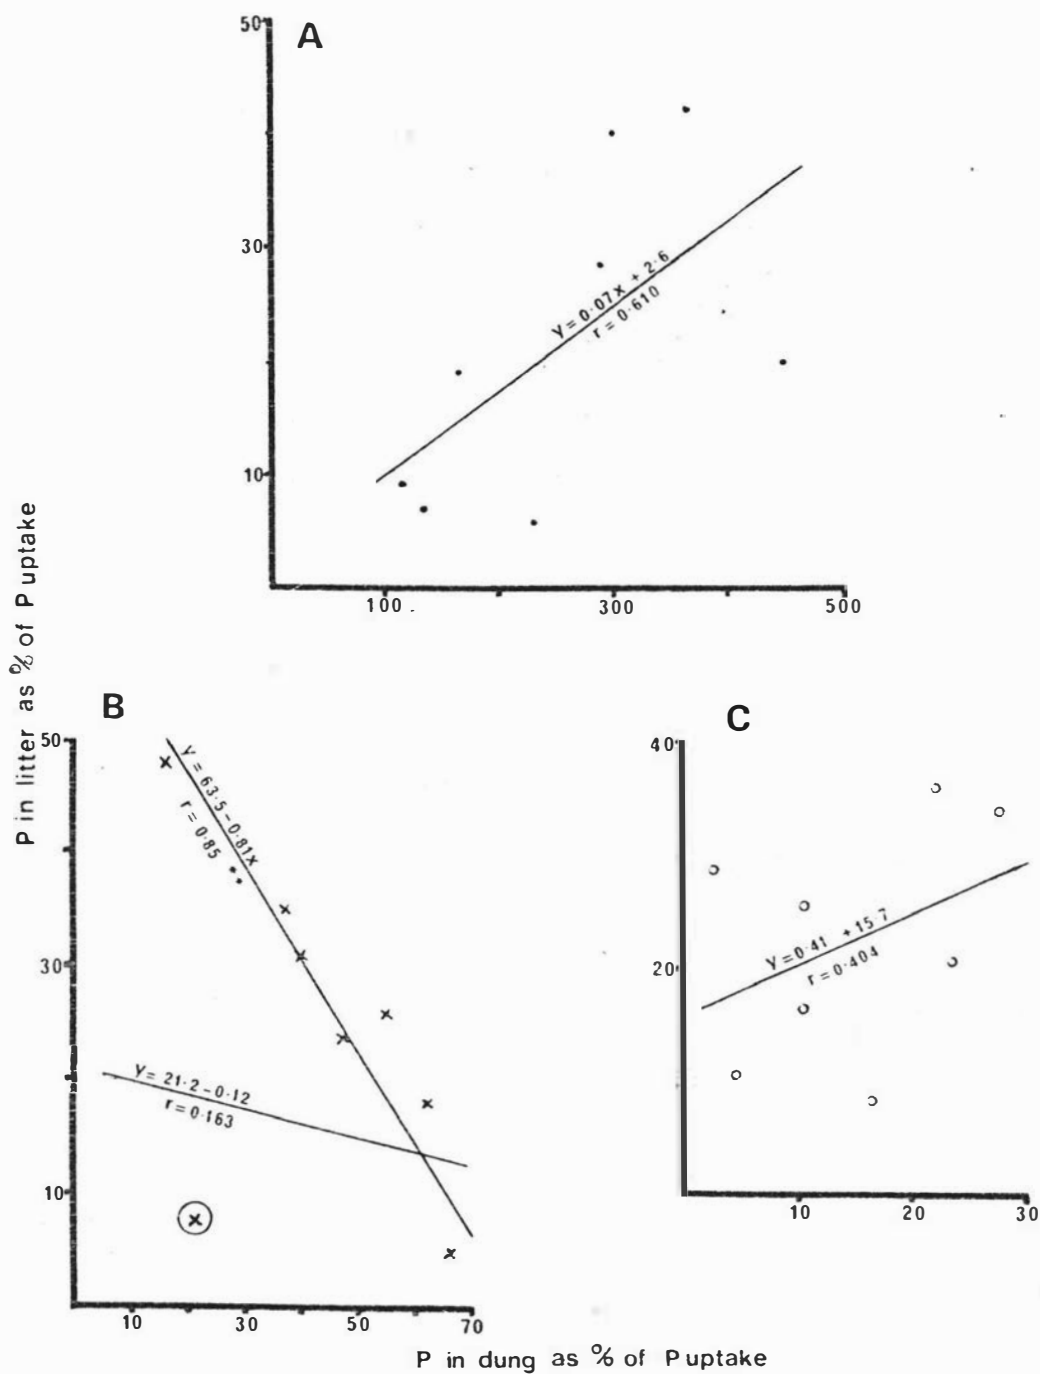 A
50
30
10
Y = 0·07x + 2·6
r = 0·610
100
300
500
P in litter as % of P uptake
B
50
30
10
Y = 63·5 - 0·81x
r = 0·85
Y = 21·2 - 0·12
r = 0·163
10
30
50
70
C
40
20
Y = 0·41 + 15·7
r = 0·404
10
20
30
P in dung as % of P uptake